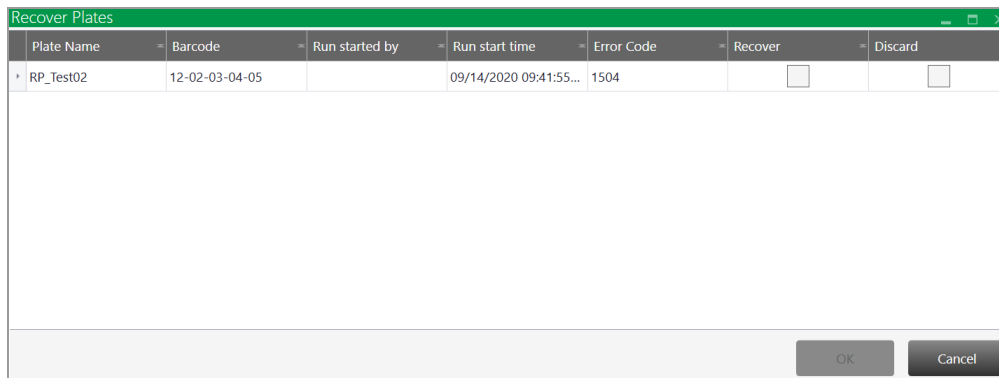 Recover Plates
Plate Name Barcode Run started by Run start time Error Code Recover Discard
RP_Test02 12-02-03-04-05 09/14/2020 09:41:55... 1504
OK Cancel